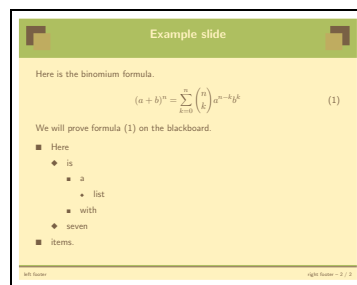 Example slide
Here is the binomium formula.
(a + b)^n = \sum_{k=0}^{n} \binom{n}{k} a^{n−k} b^k (1)
We will prove formula (1) on the blackboard.
■ Here
◆ is
■ a
• list
■ with
◆ seven
■ items.
left footer right footer – 2 / 2